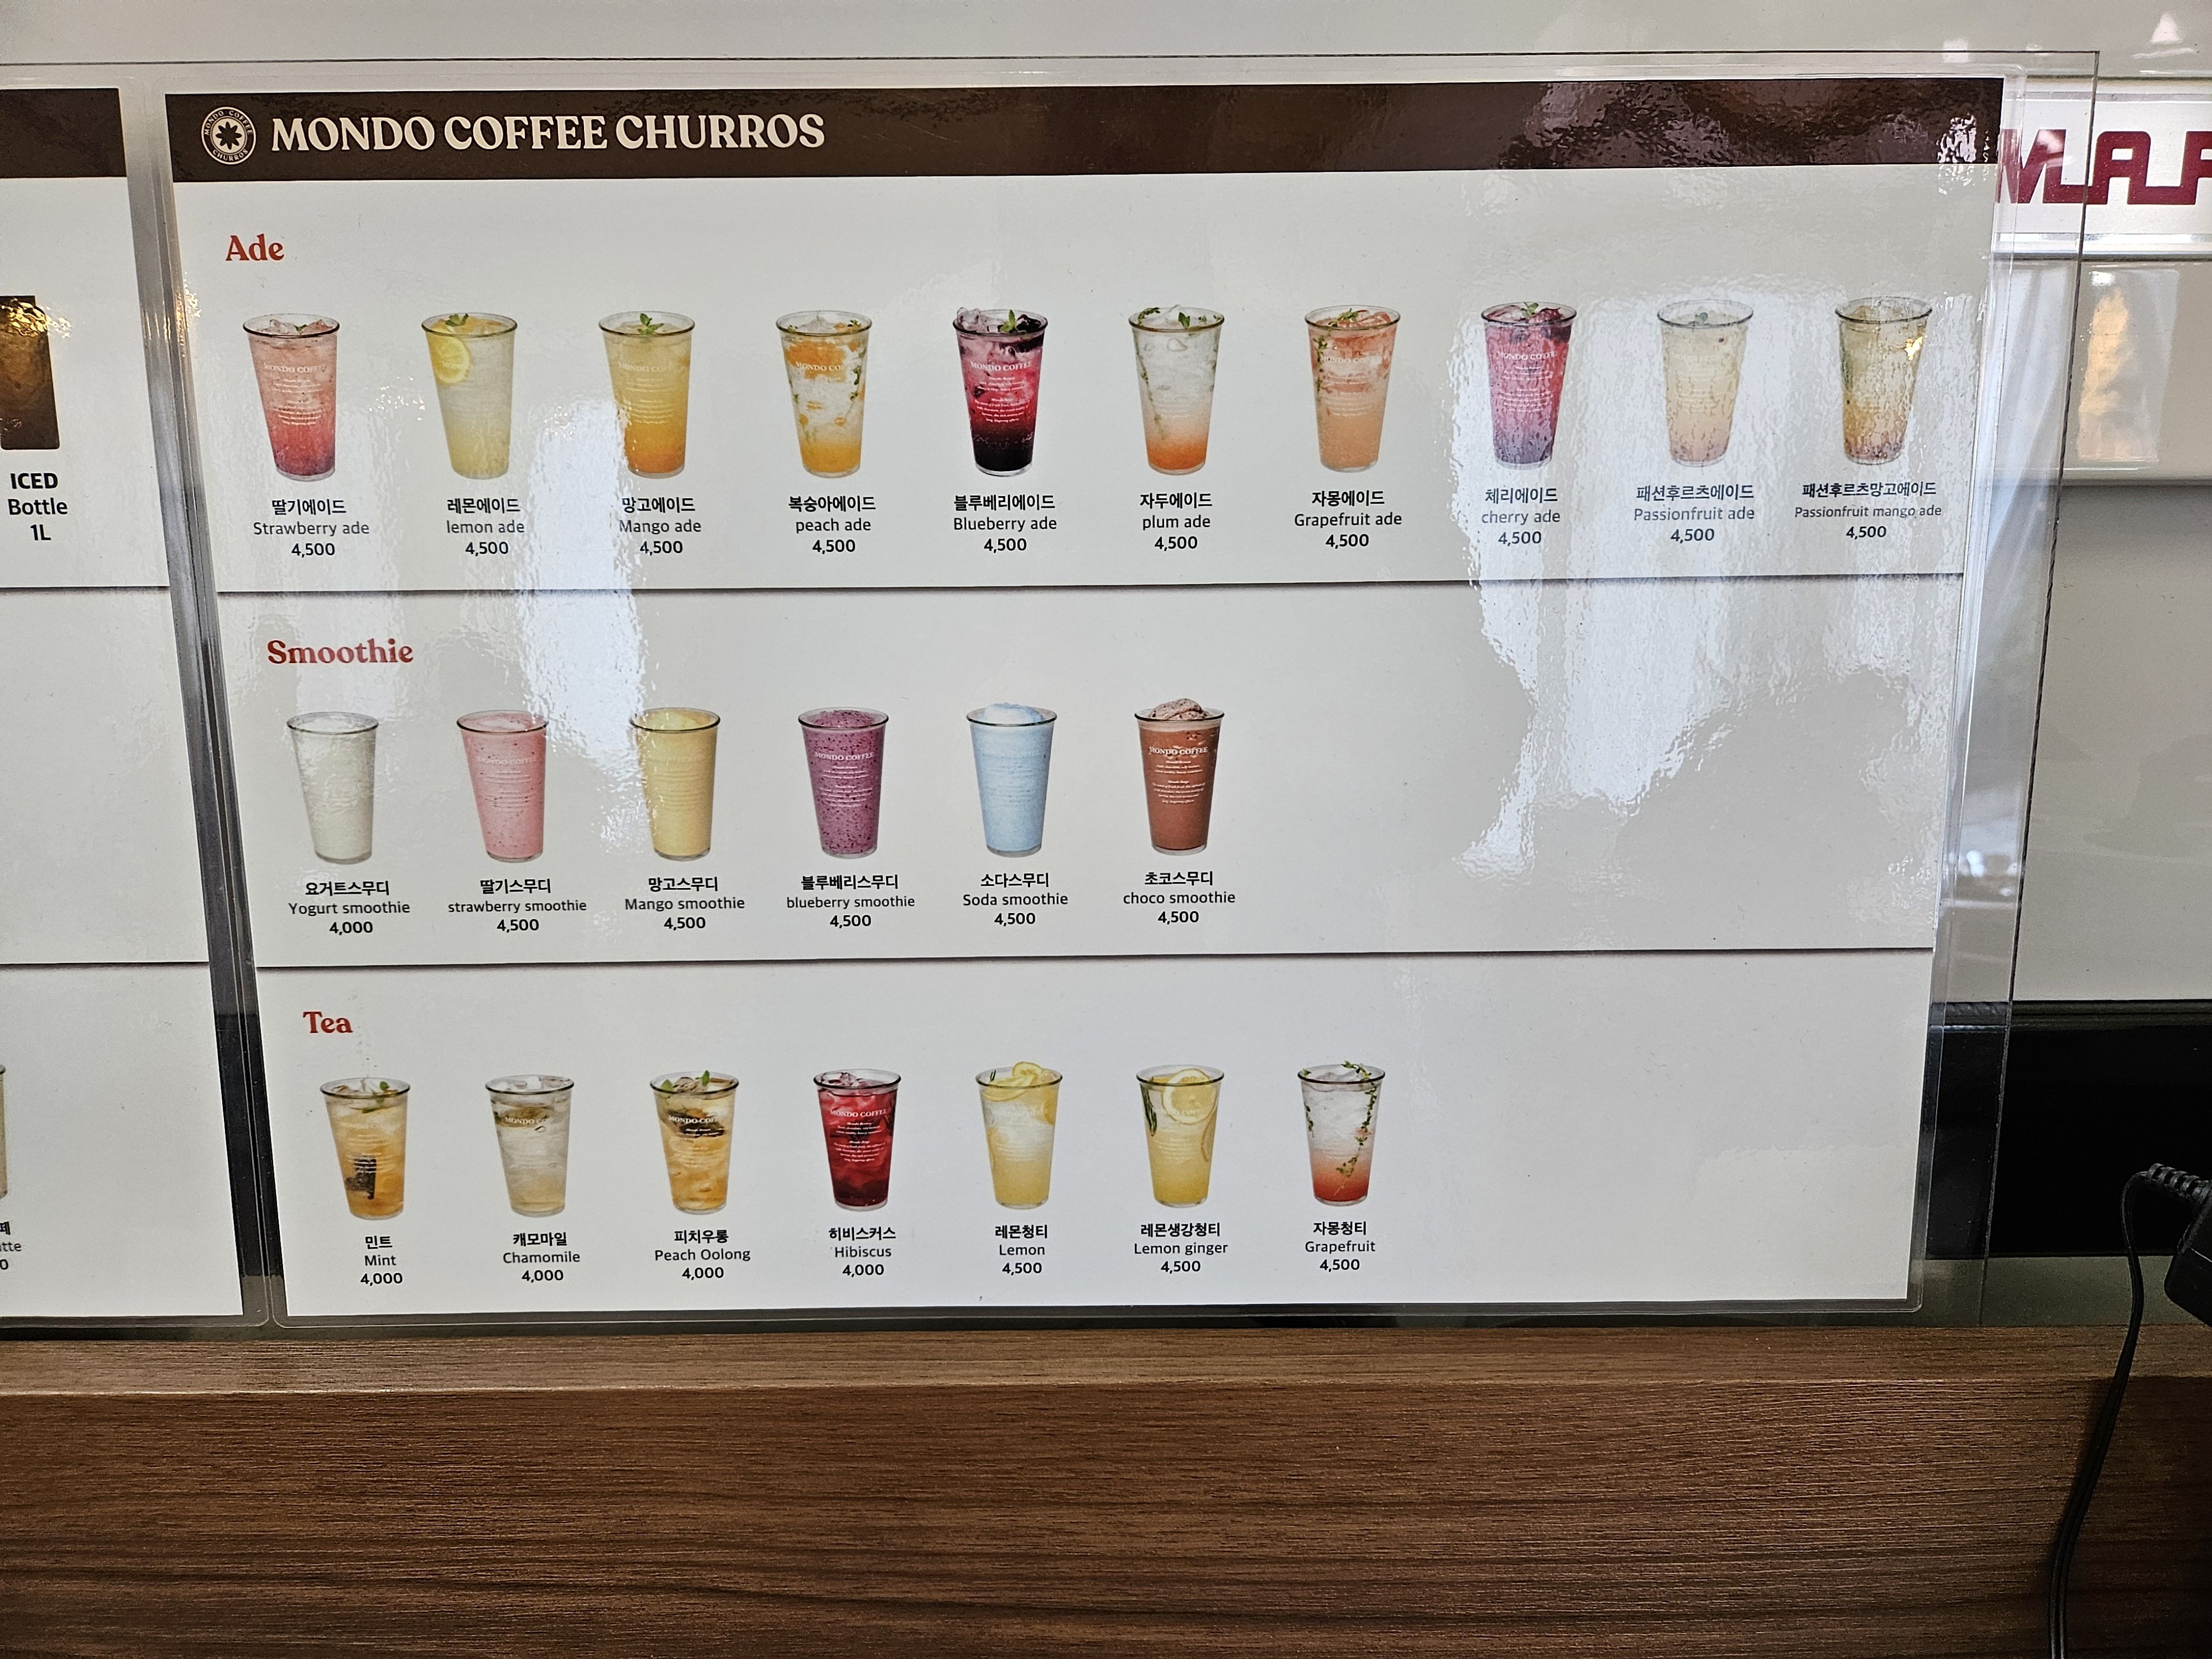 ICED
Bottle
1L
MONDO COFFEE CHURROS
Ade
딸기에이드
Strawberry ade
4,500
레몬에이드
lemon ade
4,500
망고에이드
Mango ade
4,500
복숭아에이드
peach ade
4,500
블루베리에이드
Blueberry ade
4,500
자두에이드
plum ade
4,500
자몽에이드
Grapefruit ade
4,500
체리에이드
cherry ade
4,500
패션후르츠에이드
Passionfruit ade
4,500
패션후르츠망고에이드
Passionfruit mango ade
4,500
Smoothie
요거트스무디
Yogurt smoothie
4,000
딸기스무디
strawberry smoothie
4,500
망고스무디
Mango smoothie
4,500
블루베리스무디
blueberry smoothie
4,500
소다스무디
Soda smoothie
4,500
초코스무디
choco smoothie
4,500
Tea
민트
Mint
4,000
캐모마일
Chamomile
4,000
피치우롱
Peach Oolong
4,000
히비스커스
Hibiscus
4,000
레몬청티
Lemon
4,500
레몬생강청티
Lemon ginger
4,500
자몽청티
Grapefruit
4,500